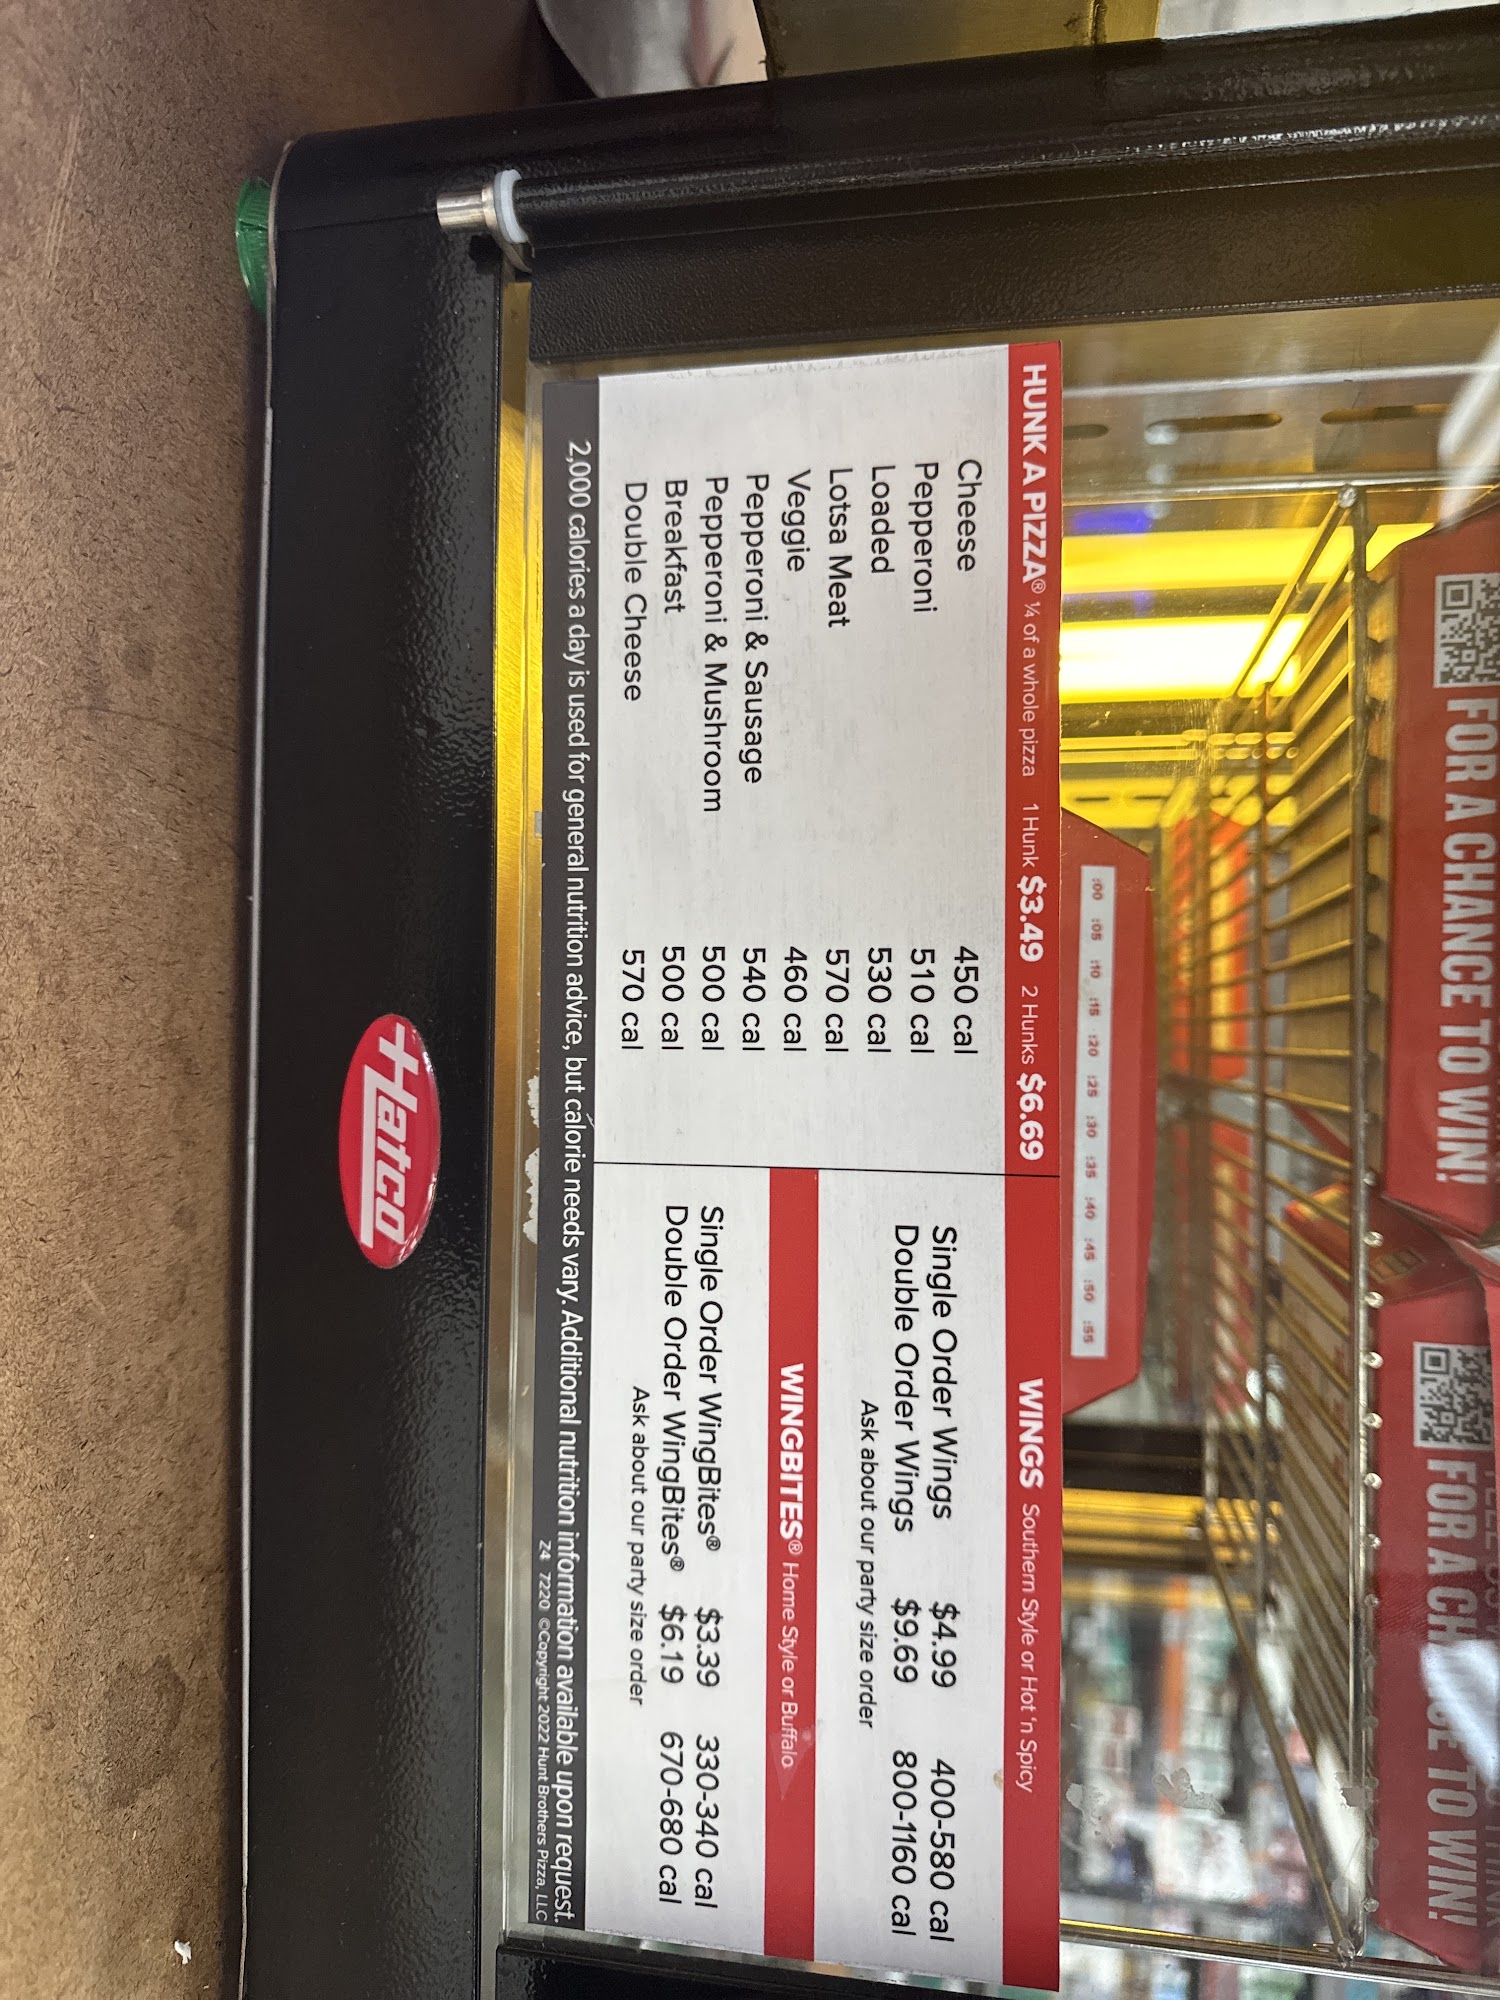 FOR A CHANCE TO WIN!
FOR A CHANCE TO WIN!
:00 :05 :10 :15 :20 :25 :30 :35 :40 :45 :50 :55
HUNK A PIZZA® ¼ of a whole pizza 1 Hunk $3.49 2 Hunks $6.69
Cheese 450 cal
Pepperoni 510 cal
Loaded 530 cal
Lotsa Meat 570 cal
Veggie 460 cal
Pepperoni & Sausage 540 cal
Pepperoni & Mushroom 500 cal
Breakfast 500 cal
Double Cheese 570 cal
WINGS Southern Style or Hot 'n Spicy
Single Order Wings $4.99 400-580 cal
Double Order Wings $9.69 800-1160 cal
Ask about our party size order
WINGBITES® Home Style or Buffalo
Single Order WingBites® $3.39 330-340 cal
Double Order WingBites® $6.19 670-680 cal
Ask about our party size order
2,000 calories a day is used for general nutrition advice, but calorie needs vary. Additional nutrition information available upon request.
Z4 7220 ©Copyright 2022 Hunt Brothers Pizza, LLC
Hatco